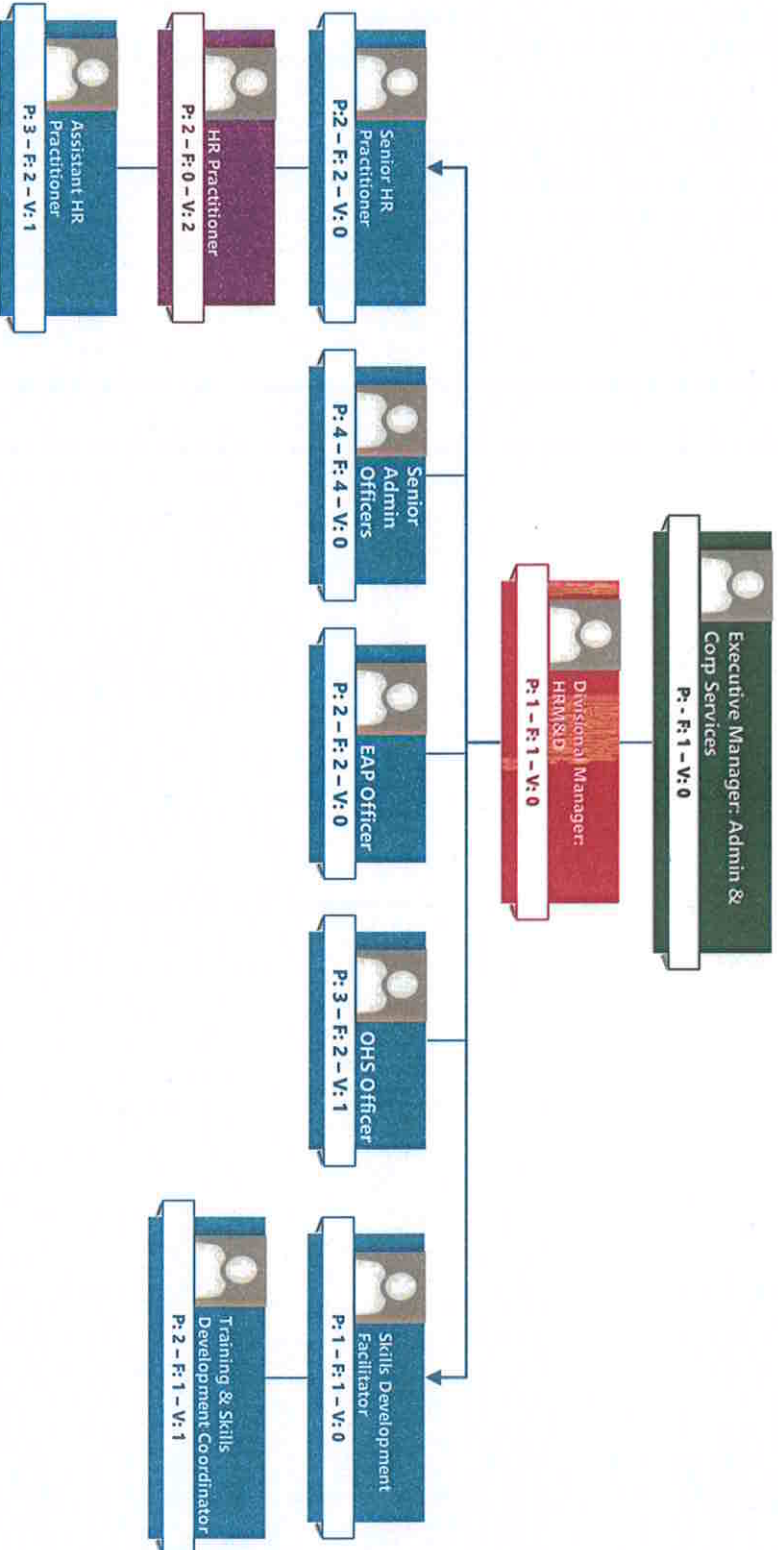 Executive Manager: Admin &
Corp Services
P: - F: 1 – V: 0
Divisional Manager:
HRM&D
P: 1 – F: 1 – V: 0
Senior HR
Practitioner
P:2 – F: 2 – V: 0
Senior
Admin
Officers
P: 4 – F: 4 – V: 0
EAP Officer
P: 2 – F: 2 – V: 0
OHS Officer
P: 3 – F: 2 – V: 1
Skills Development
Facilitator
P: 1 – F: 1 – V: 0
HR Practitioner
P: 2 – F: 0 – V: 2
Training & Skills
Development Coordinator
P: 2 – F: 1 – V: 1
Assistant HR
Practitioner
P: 3 – F: 2 – V: 1